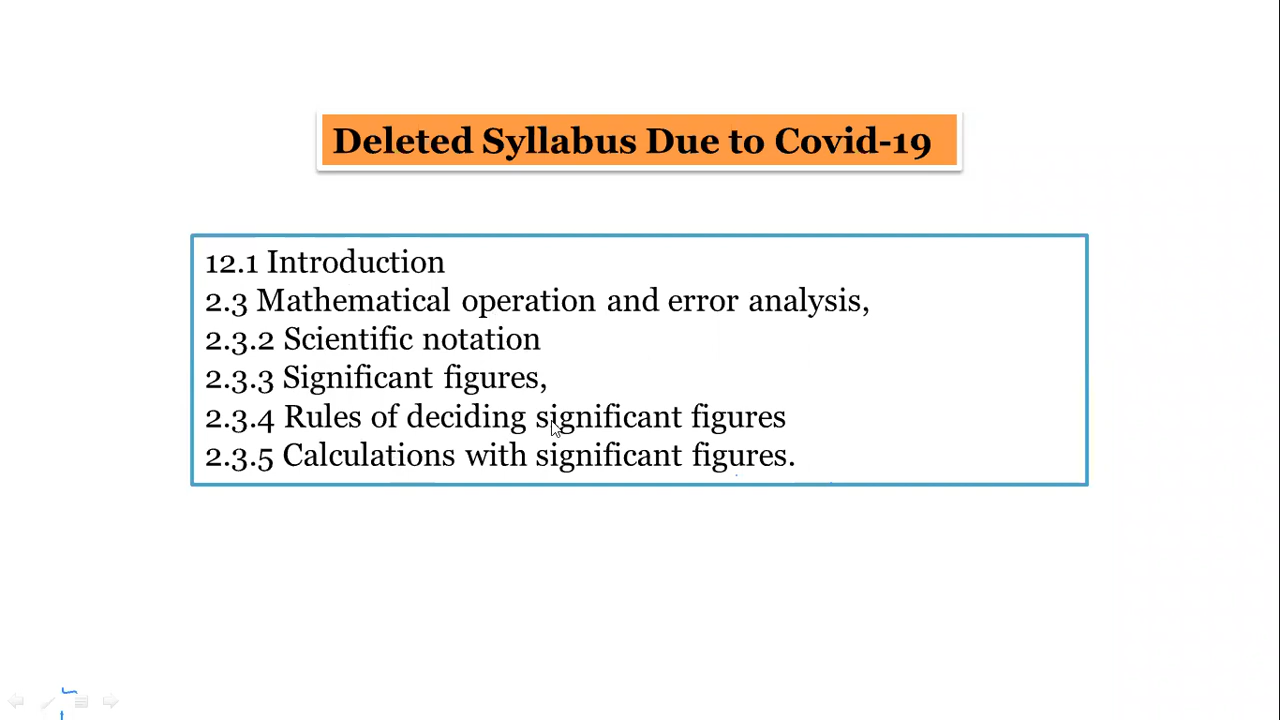 Deleted Syllabus Due to Covid-19
12.1 Introduction
2.3 Mathematical operation and error analysis,
2.3.2 Scientific notation
2.3.3 Significant figures,
2.3.4 Rules of deciding significant figures
2.3.5 Calculations with significant figures.